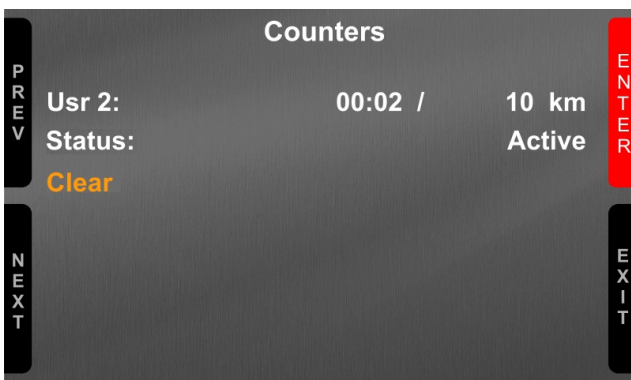 Counters
PREV
ENTER
Usr 2: 00:02 / 10 km
Status: Active
Clear
NEXT
EXIT